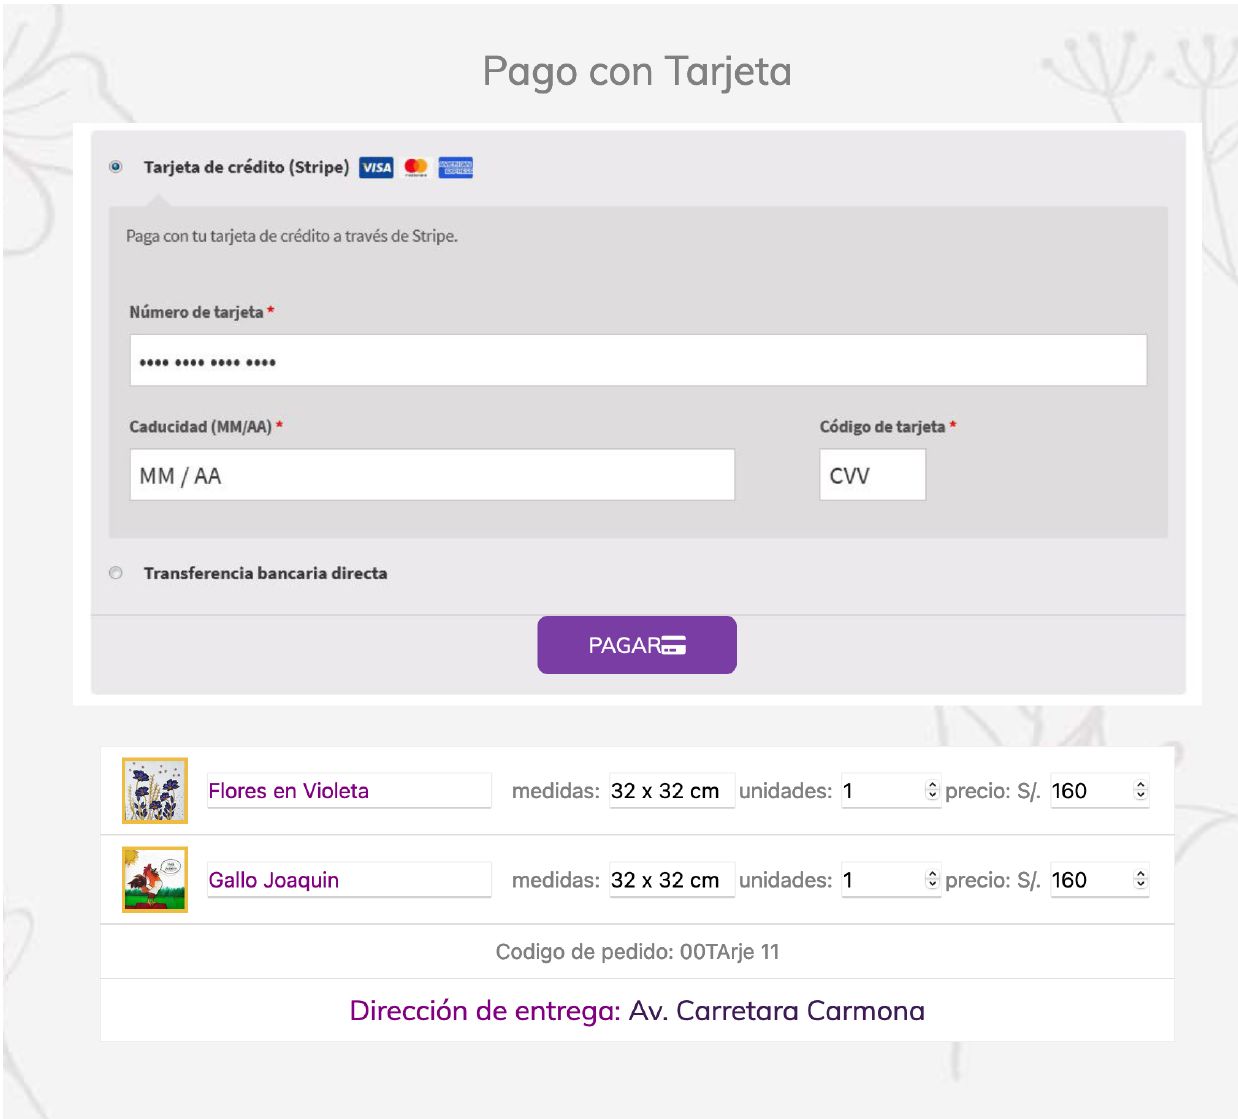 Pago con Tarjeta
Tarjeta de crédito (Stripe) VISA AMERICAN EXPRESS
Paga con tu tarjeta de crédito a través de Stripe.
Número de tarjeta *
•••• •••• •••• ••••
Caducidad (MM/AA) * Código de tarjeta *
MM / AA CVV
Transferencia bancaria directa
PAGAR
Flores en Violeta medidas: 32 x 32 cm unidades: 1 precio: S/. 160
Gallo Joaquin medidas: 32 x 32 cm unidades: 1 precio: S/. 160
Codigo de pedido: 00TArje 11
Dirección de entrega: Av. Carretara Carmona